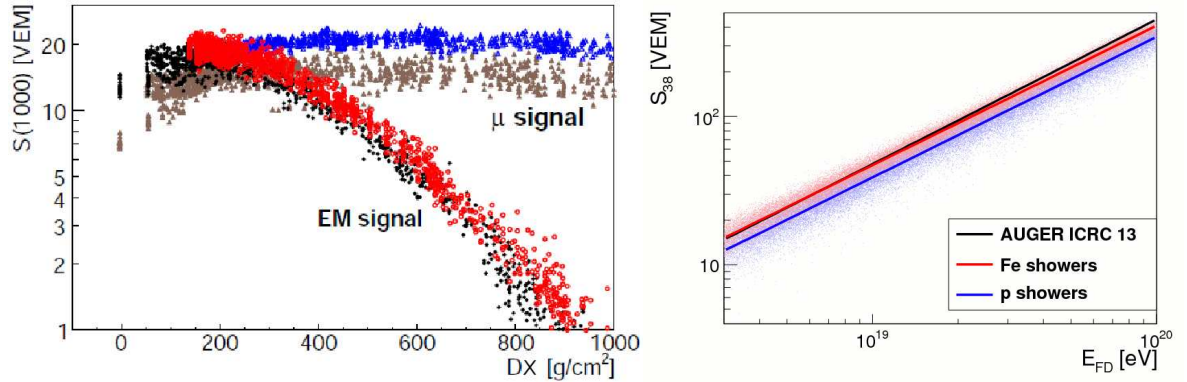 S(1000) [VEM]
20
10
5
4
3
2
1
μ signal
EM signal
0
200
400
600
800
1000
DX [g/cm²]
S₃₈ [VEM]
10²
10
AUGER ICRC 13
Fe showers
p showers
10¹⁹
10²⁰
E_FD [eV]